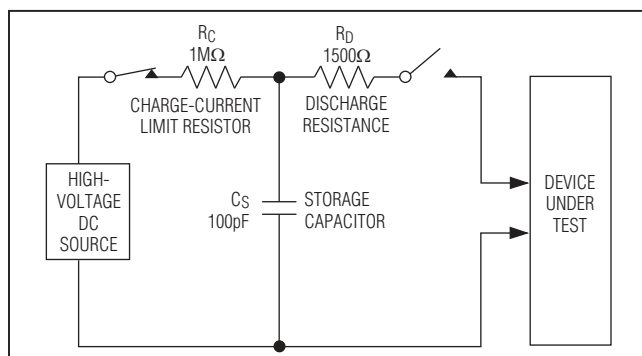 RC
1MΩ
CHARGE-CURRENT
LIMIT RESISTOR
RD
1500Ω
DISCHARGE
RESISTANCE
HIGH-
VOLTAGE
DC
SOURCE
CS
100pF
STORAGE
CAPACITOR
DEVICE
UNDER
TEST